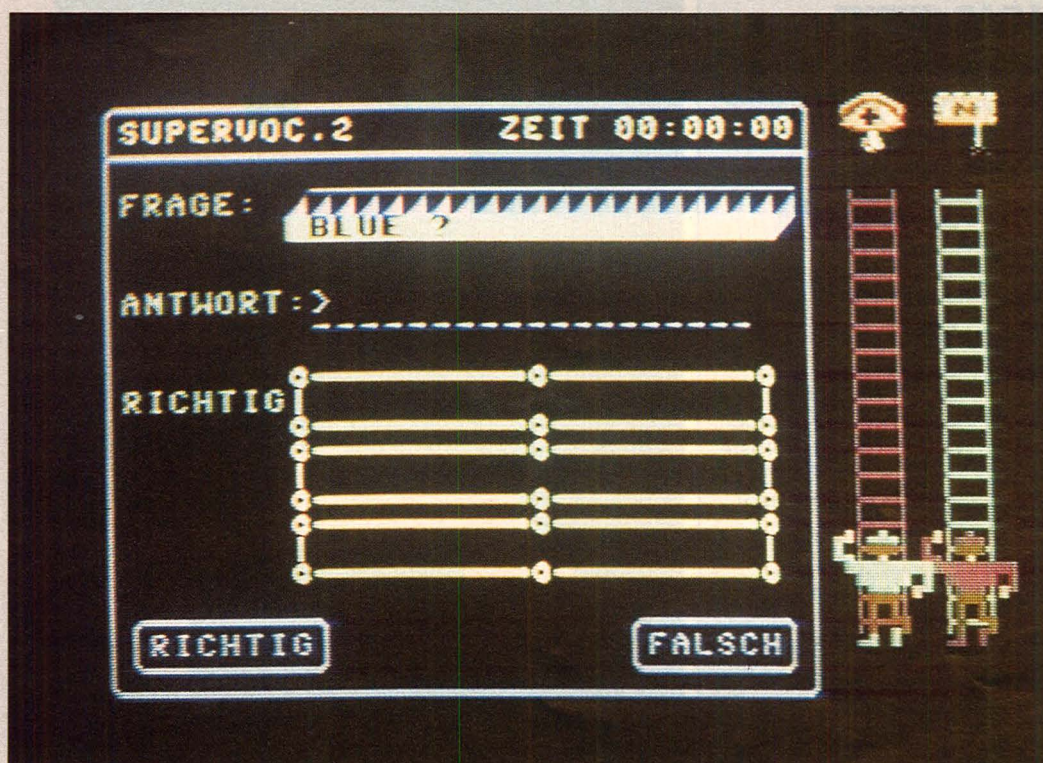 SUPERVOC.2 ZEIT 00:00:00
FRAGE: BLUE ?
ANTWORT:>
RICHTIG
RICHTIG FALSCH
N